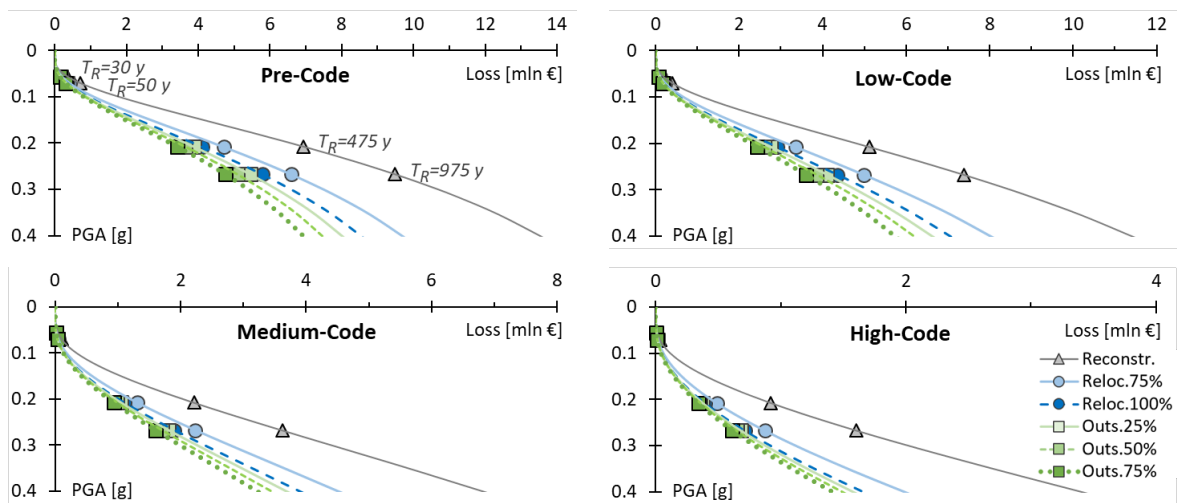 0 2 4 6 8 10 12 14
0
0.1
0.2
0.3
0.4
T_R=30 y
T_R=50 y
Pre-Code
Loss [mln €]
T_R=475 y
T_R=975 y
PGA [g]
0 2 4 6 8 10 12
0
0.1
0.2
0.3
0.4
Low-Code
Loss [mln €]
PGA [g]
0 2 4 6 8
0
0.1
0.2
0.3
0.4
Medium-Code
Loss [mln €]
PGA [g]
0 2 4
0
0.1
0.2
0.3
0.4
High-Code
Loss [mln €]
Reconstr.
Reloc.75%
Reloc.100%
Outs.25%
Outs.50%
Outs.75%
PGA [g]